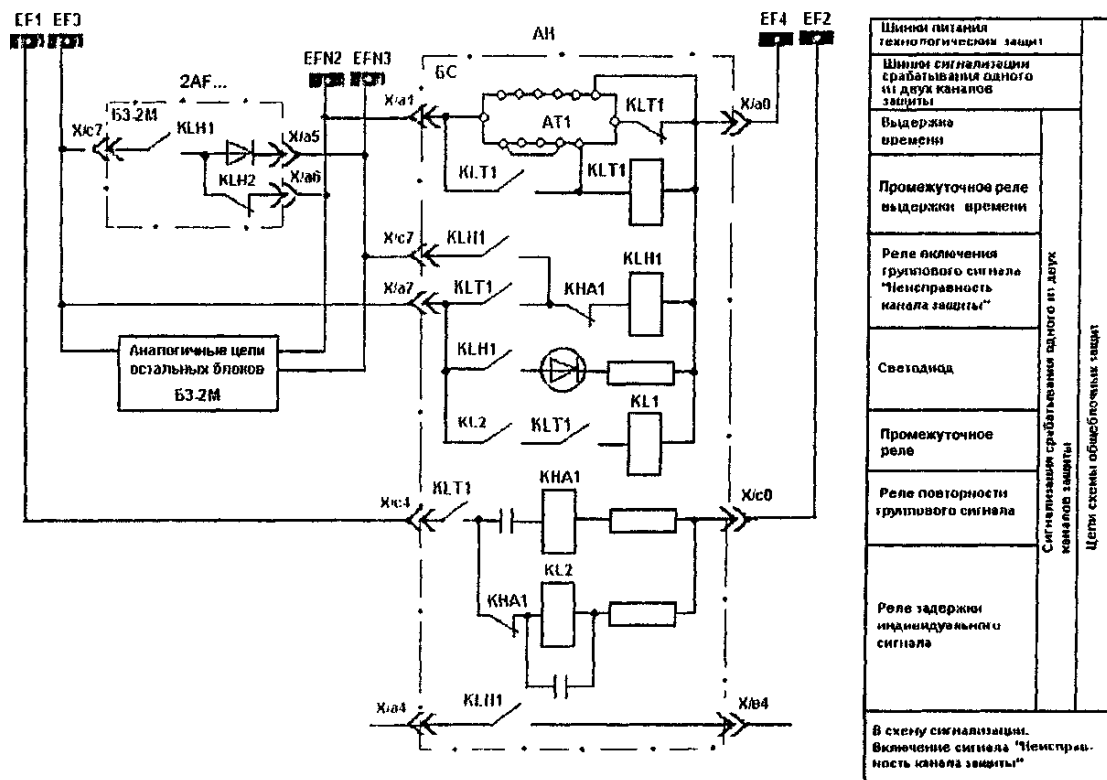 EF1 EF3
EF4 EF2
АН
EFN2 EFN3
БС
2AF...
X/a1
KLT1
X/a0
БЗ-2М
X/c7
KLH1
X/a5
AT1
KLH2
X/a6
KLT1
KLT1
X/c7
KLH1
KLH1
X/a7
KLT1
KHA1
Аналогичные цепи
остальных блоков
БЗ-2М
KLH1
KL2
KLT1
KL1
KLT1
KHA1
X/c4
X/c0
KL2
KHA1
KLH1
X/a4
X/в4
Шинки питания
технологических защит
Шинки сигнализации
срабатывания одного
из двух каналов
защиты
Выдержка
времени
Промежуточное реле
выдержки времени
Реле включения
группового сигнала
"Неисправность
канала защиты"
Светодиод
Промежуточное
реле
Реле повторности
группового сигнала
Реле задержки
индивидуального
сигнала
Сигнализация срабатывания одного из двух
каналов защиты
Цепи схемы общеблочных защит
В схему сигнализации.
Включение сигнала "Неисправ-
ность канала защиты"